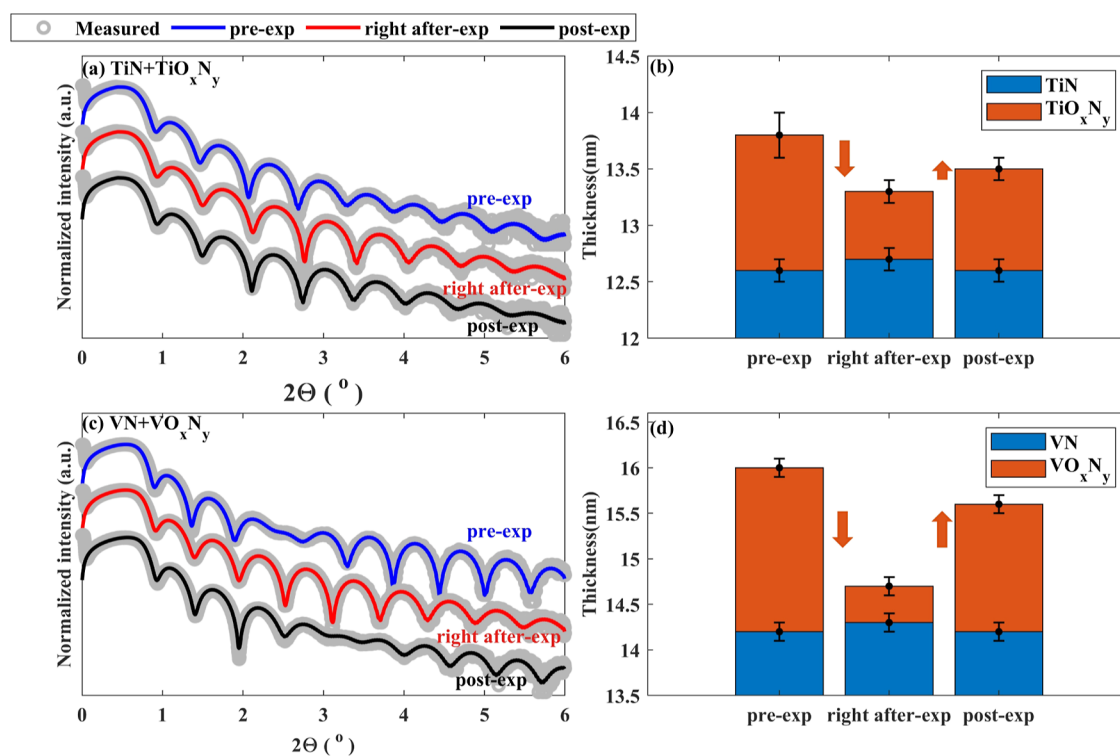 Measured pre-exp right after-exp post-exp
(a) TiN+TiOxNy
Normalized intensity (a.u.)
pre-exp
right after-exp
post-exp
0 1 2 3 4 5 6
2Θ ( o )
(b)
TiN
TiOxNy
Thickness(nm)
14.5
14
13.5
13
12.5
12
pre-exp right after-exp post-exp
(c) VN+VOxNy
Normalized intensity (a.u.)
pre-exp
right after-exp
post-exp
0 1 2 3 4 5 6
2Θ ( o )
(d)
VN
VOxNy
Thickness(nm)
16.5
16
15.5
15
14.5
14
13.5
pre-exp right after-exp post-exp